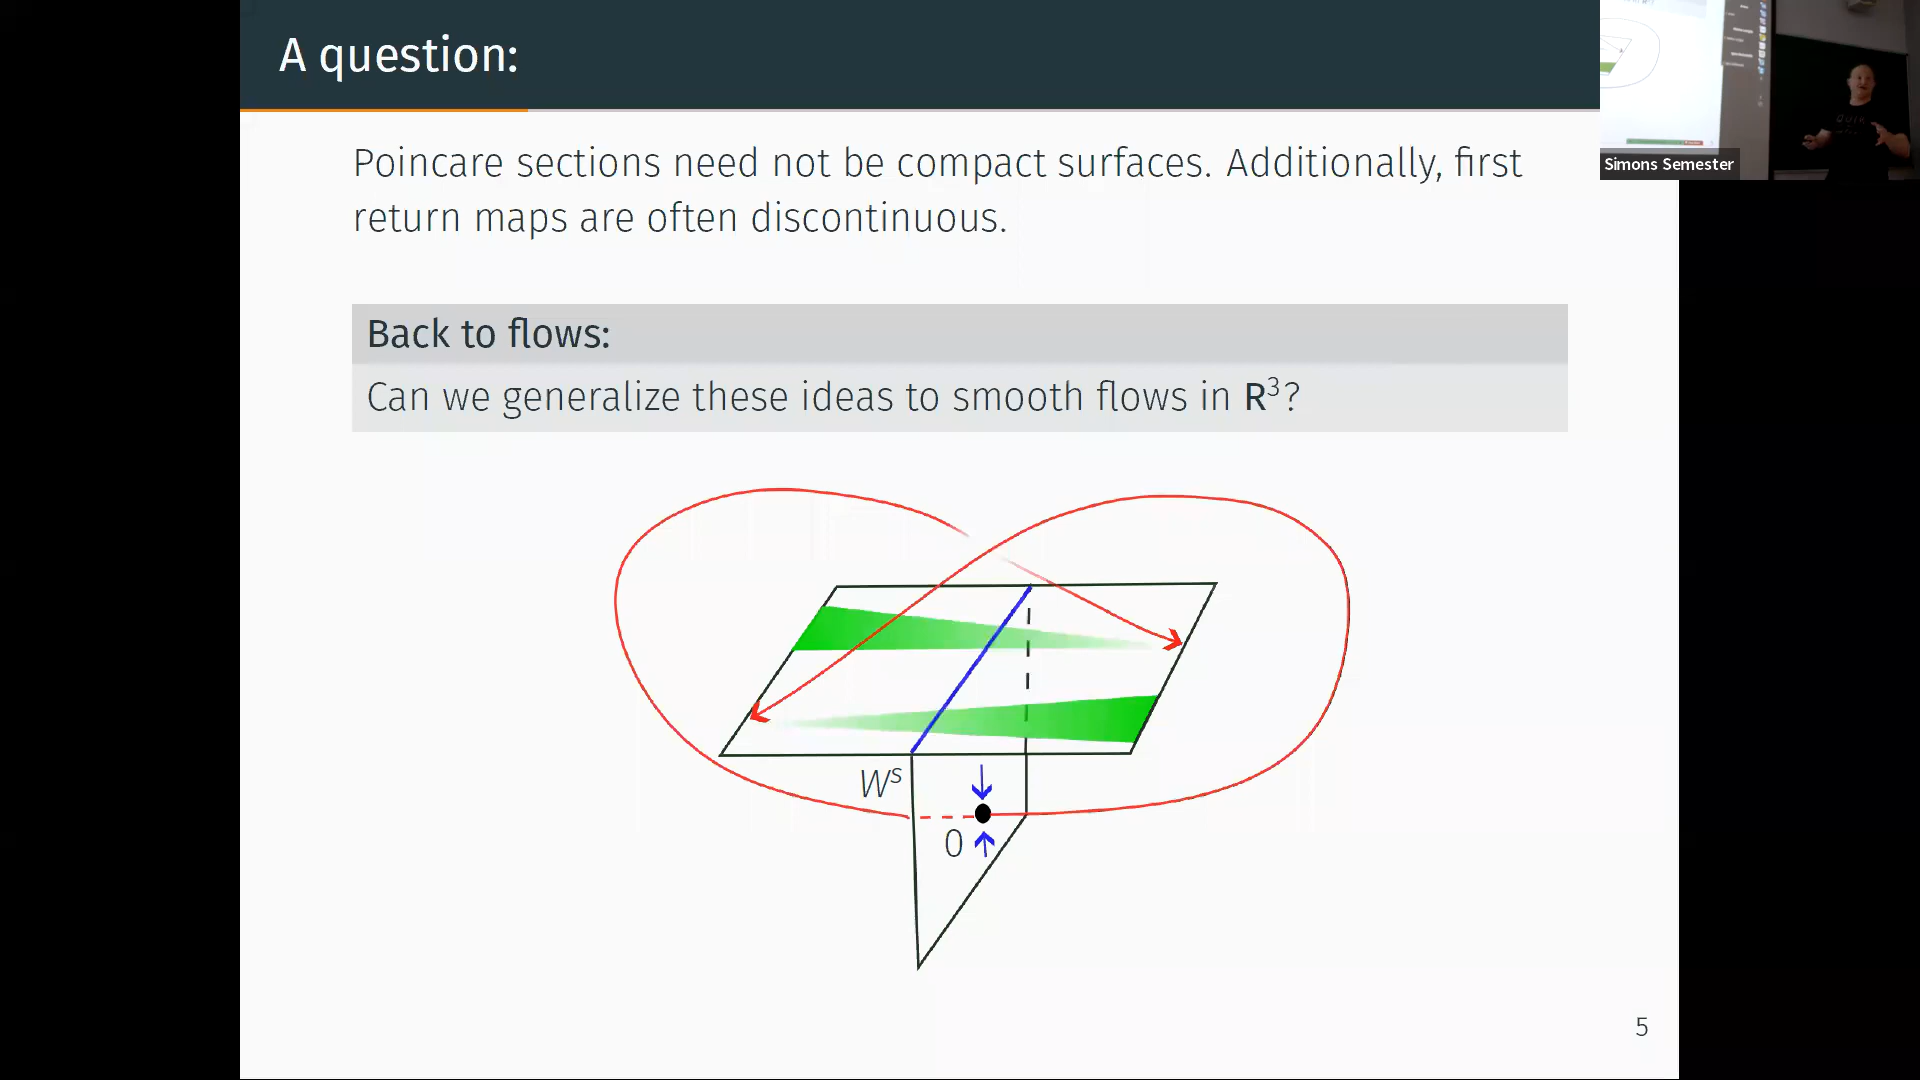 A question:
Poincare sections need not be compact surfaces. Additionally, first
return maps are often discontinuous.
Back to flows:
Can we generalize these ideas to smooth flows in R³?
Wˢ
0
5
Simons Semester